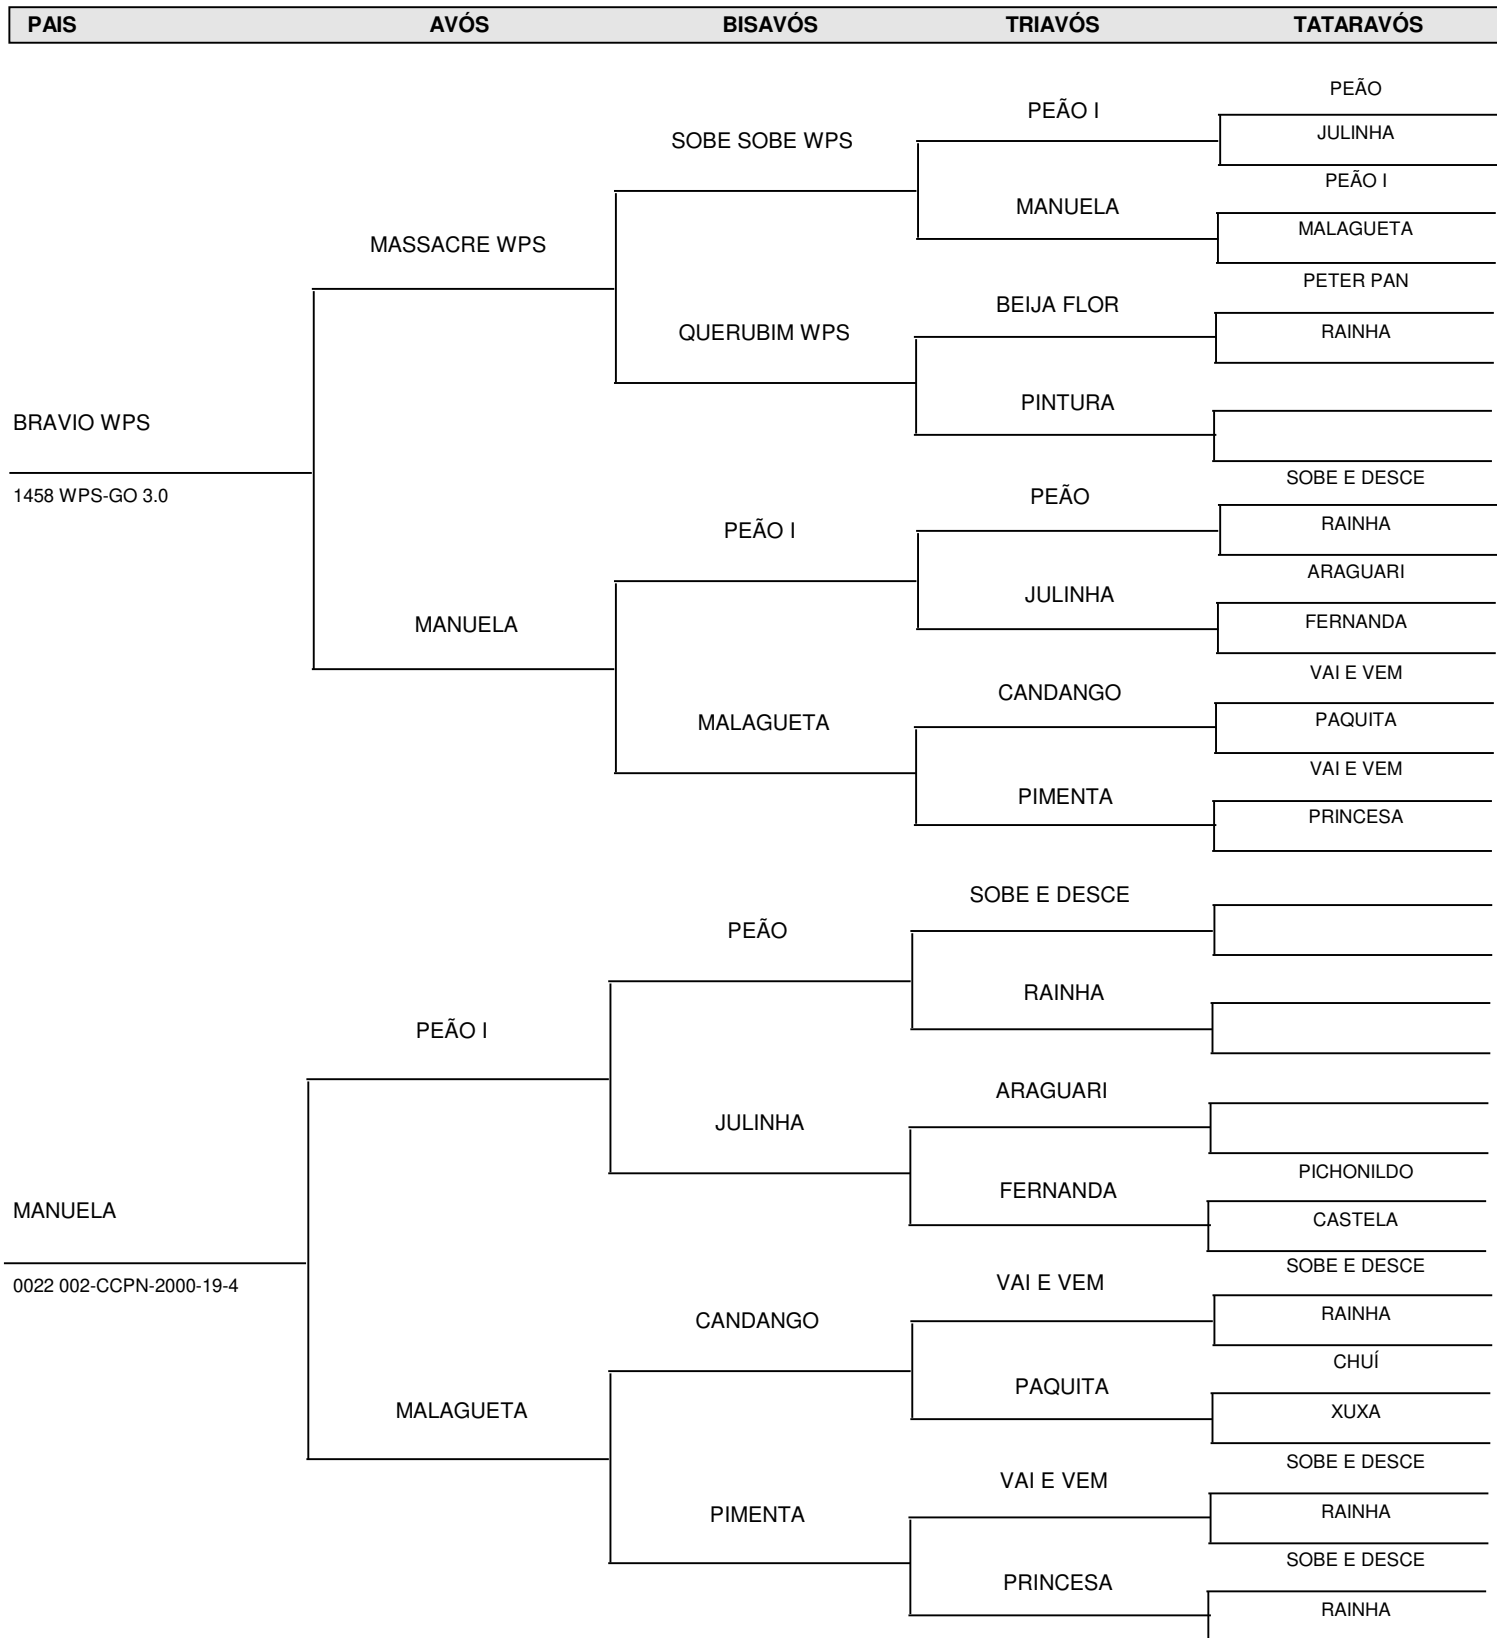 PAIS AVÓS BISAVÓS TRIAVÓS TATARAVÓS
PEÃO
PEÃO I
JULINHA
SOBE SOBE WPS
PEÃO I
MANUELA
MALAGUETA
MASSACRE WPS
PETER PAN
BEIJA FLOR
RAINHA
QUERUBIM WPS
PINTURA
BRAVIO WPS
1458 WPS-GO 3.0
SOBE E DESCE
PEÃO
RAINHA
PEÃO I
ARAGUARI
JULINHA
FERNANDA
MANUELA
VAI E VEM
CANDANGO
PAQUITA
MALAGUETA
VAI E VEM
PIMENTA
PRINCESA
SOBE E DESCE
PEÃO
RAINHA
PEÃO I
ARAGUARI
JULINHA
PICHONILDO
FERNANDA
CASTELA
MANUELA
0022 002-CCPN-2000-19-4
SOBE E DESCE
VAI E VEM
RAINHA
CANDANGO
CHUÍ
PAQUITA
XUXA
MALAGUETA
SOBE E DESCE
VAI E VEM
RAINHA
PIMENTA
SOBE E DESCE
PRINCESA
RAINHA